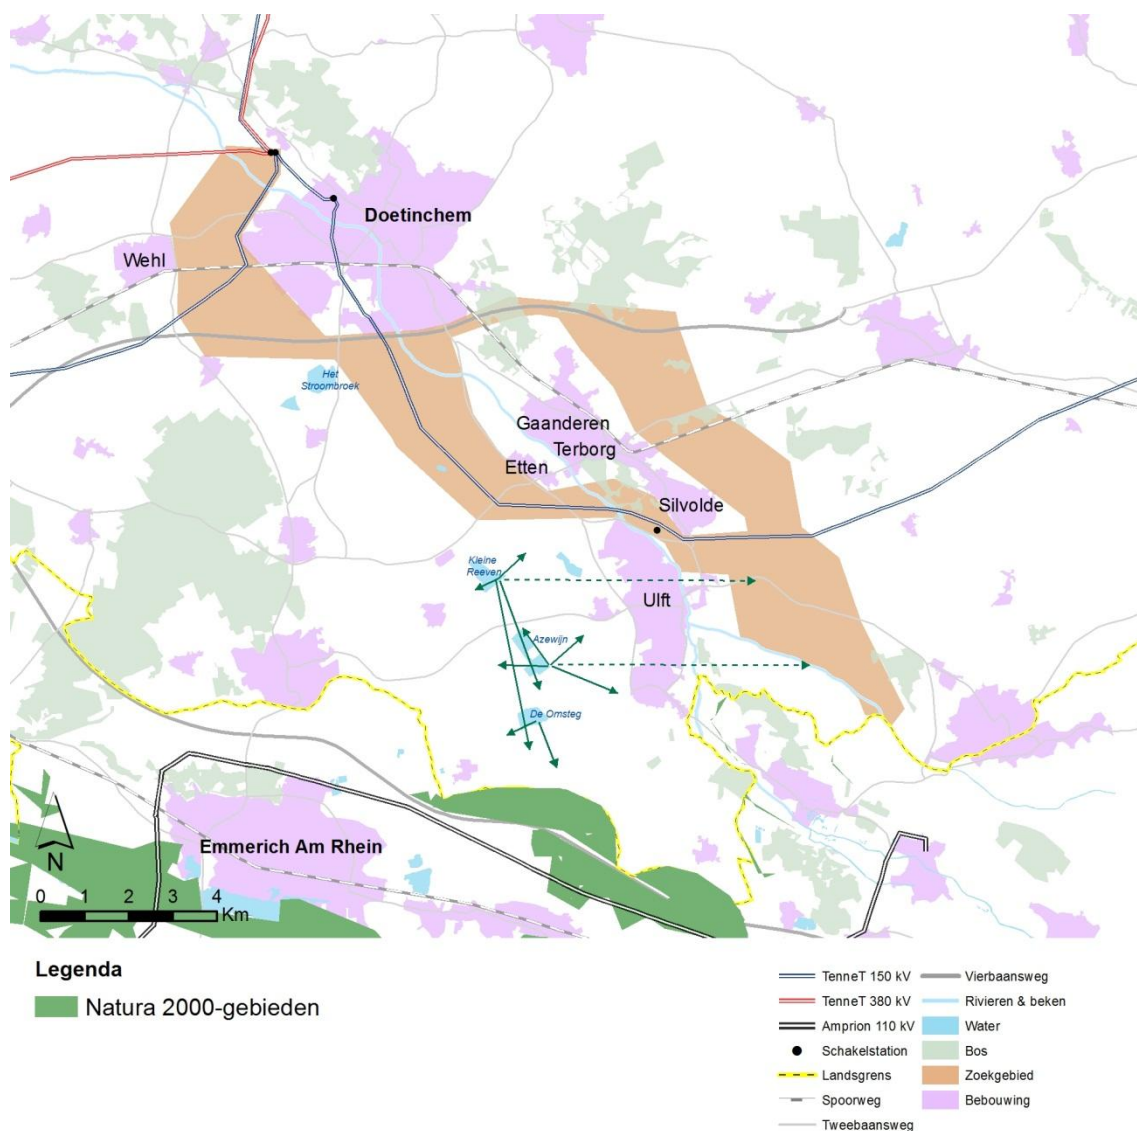 Doetinchem
Wehl
Het
Stroombroek
Gaanderen
Terborg
Etten
Silvolde
Kleine
Reeven
Ulft
Azewijn
De Omsteg
Emmerich Am Rhein
N
0 1 2 3 4
Km
Legenda
Natura 2000-gebieden
TenneT 150 kV
TenneT 380 kV
Amprion 110 kV
Schakelstation
Landsgrens
Spoorweg
Tweebaansweg
Vierbaansweg
Rivieren & beken
Water
Bos
Zoekgebied
Bebouwing